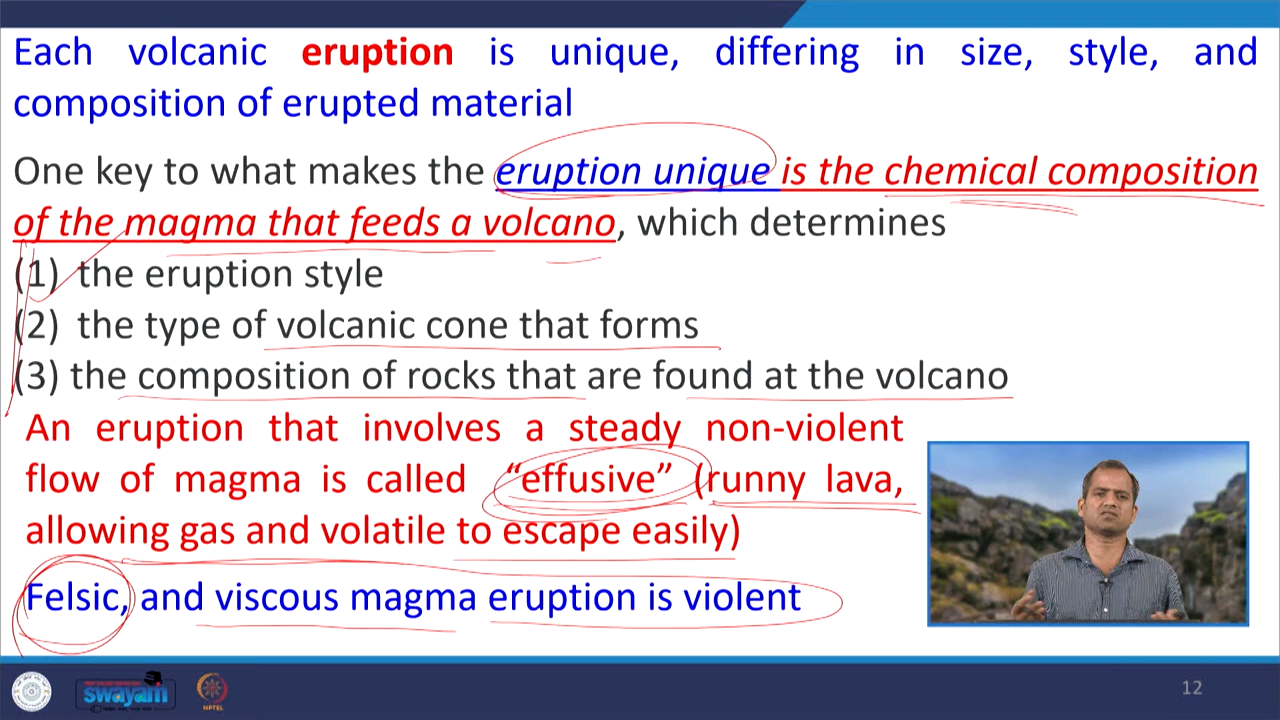 Each volcanic eruption is unique, differing in size, style, and
composition of erupted material
One key to what makes the eruption unique is the chemical composition
of the magma that feeds a volcano, which determines
(1) the eruption style
(2) the type of volcanic cone that forms
(3) the composition of rocks that are found at the volcano
An eruption that involves a steady non-violent
flow of magma is called “effusive” (runny lava,
allowing gas and volatile to escape easily)
Felsic, and viscous magma eruption is violent
swayam
NPTEL
12